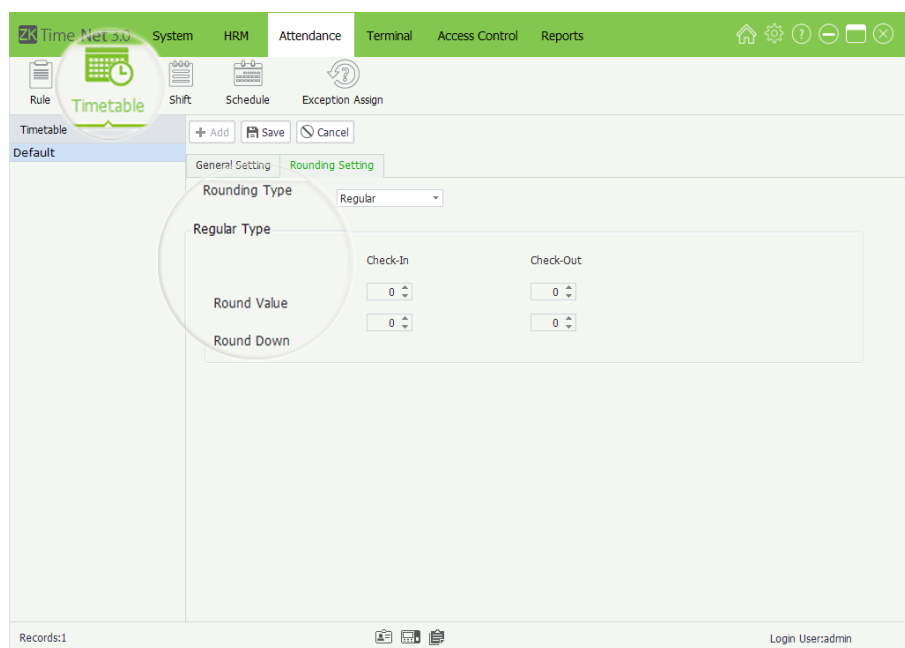 ZK Time Net 3.0 System HRM Attendance Terminal Access Control Reports
Rule Timetable Shift Schedule Exception Assign
Timetable Add Save Cancel
Default
General Setting Rounding Setting
Rounding Type Regular
Regular Type
Check-In Check-Out
Round Value 0 0
Round Down 0 0
Records:1 Login User:admin